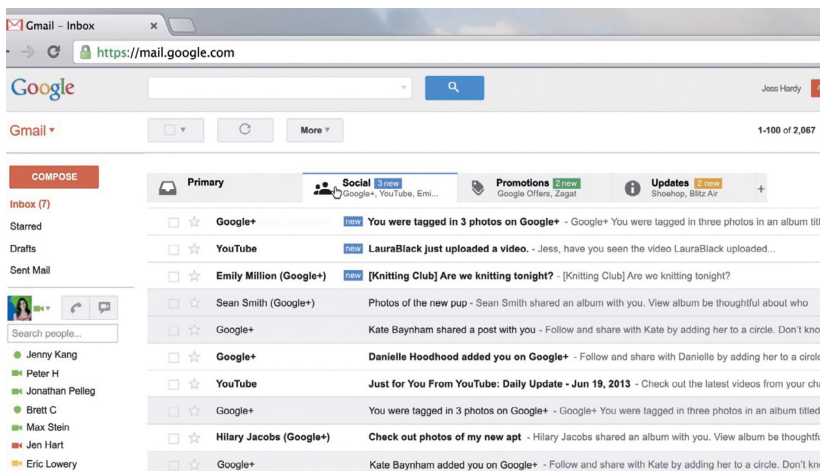 Gmail – Inbox
https://mail.google.com
Google
Jess Hardy
Gmail
More
1-100 of 2,067
COMPOSE
Primary
Social 3 new
Google+, YouTube, Emi...
Promotions 2 new
Google Offers, Zagat
Updates 2 new
Shoehop, Blitz Air
+
Inbox (7)
Starred
Drafts
Sent Mail
Search people...
Jenny Kang
Peter H
Jonathan Pelleg
Brett C
Max Stein
Jen Hart
Eric Lowery
Google+ new You were tagged in 3 photos on Google+ - Google+ You were tagged in three photos in an album titl
YouTube new LauraBlack just uploaded a video. - Jess, have you seen the video LauraBlack uploaded...
Emily Million (Google+) new [Knitting Club] Are we knitting tonight? - [Knitting Club] Are we knitting tonight?
Sean Smith (Google+) Photos of the new pup - Sean Smith shared an album with you. View album be thoughtful about who
Google+ Kate Baynham shared a post with you - Follow and share with Kate by adding her to a circle. Don't kno
Google+ Danielle Hoodhood added you on Google+ - Follow and share with Danielle by adding her to a circle
YouTube Just for You From YouTube: Daily Update - Jun 19, 2013 - Check out the latest videos from your cha
Google+ You were tagged in 3 photos on Google+ - Google+ You were tagged in three photos in an album titled
Hilary Jacobs (Google+) Check out photos of my new apt - Hilary Jacobs shared an album with you. View album be thoughtfu
Google+ Kate Baynham added you on Google+ - Follow and share with Kate by adding her to a circle. Don't kn